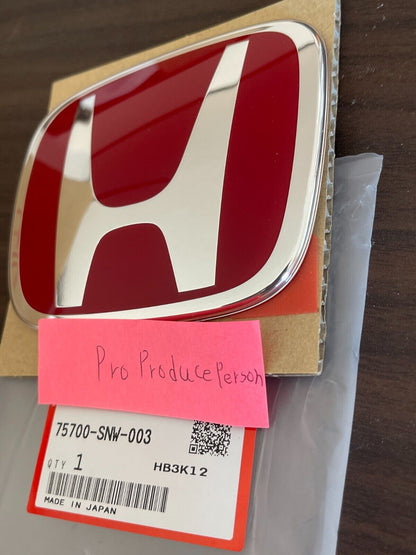 Pro Produce Person
75700-SNW-003
QTY 1
HB3K12
MADE IN JAPAN